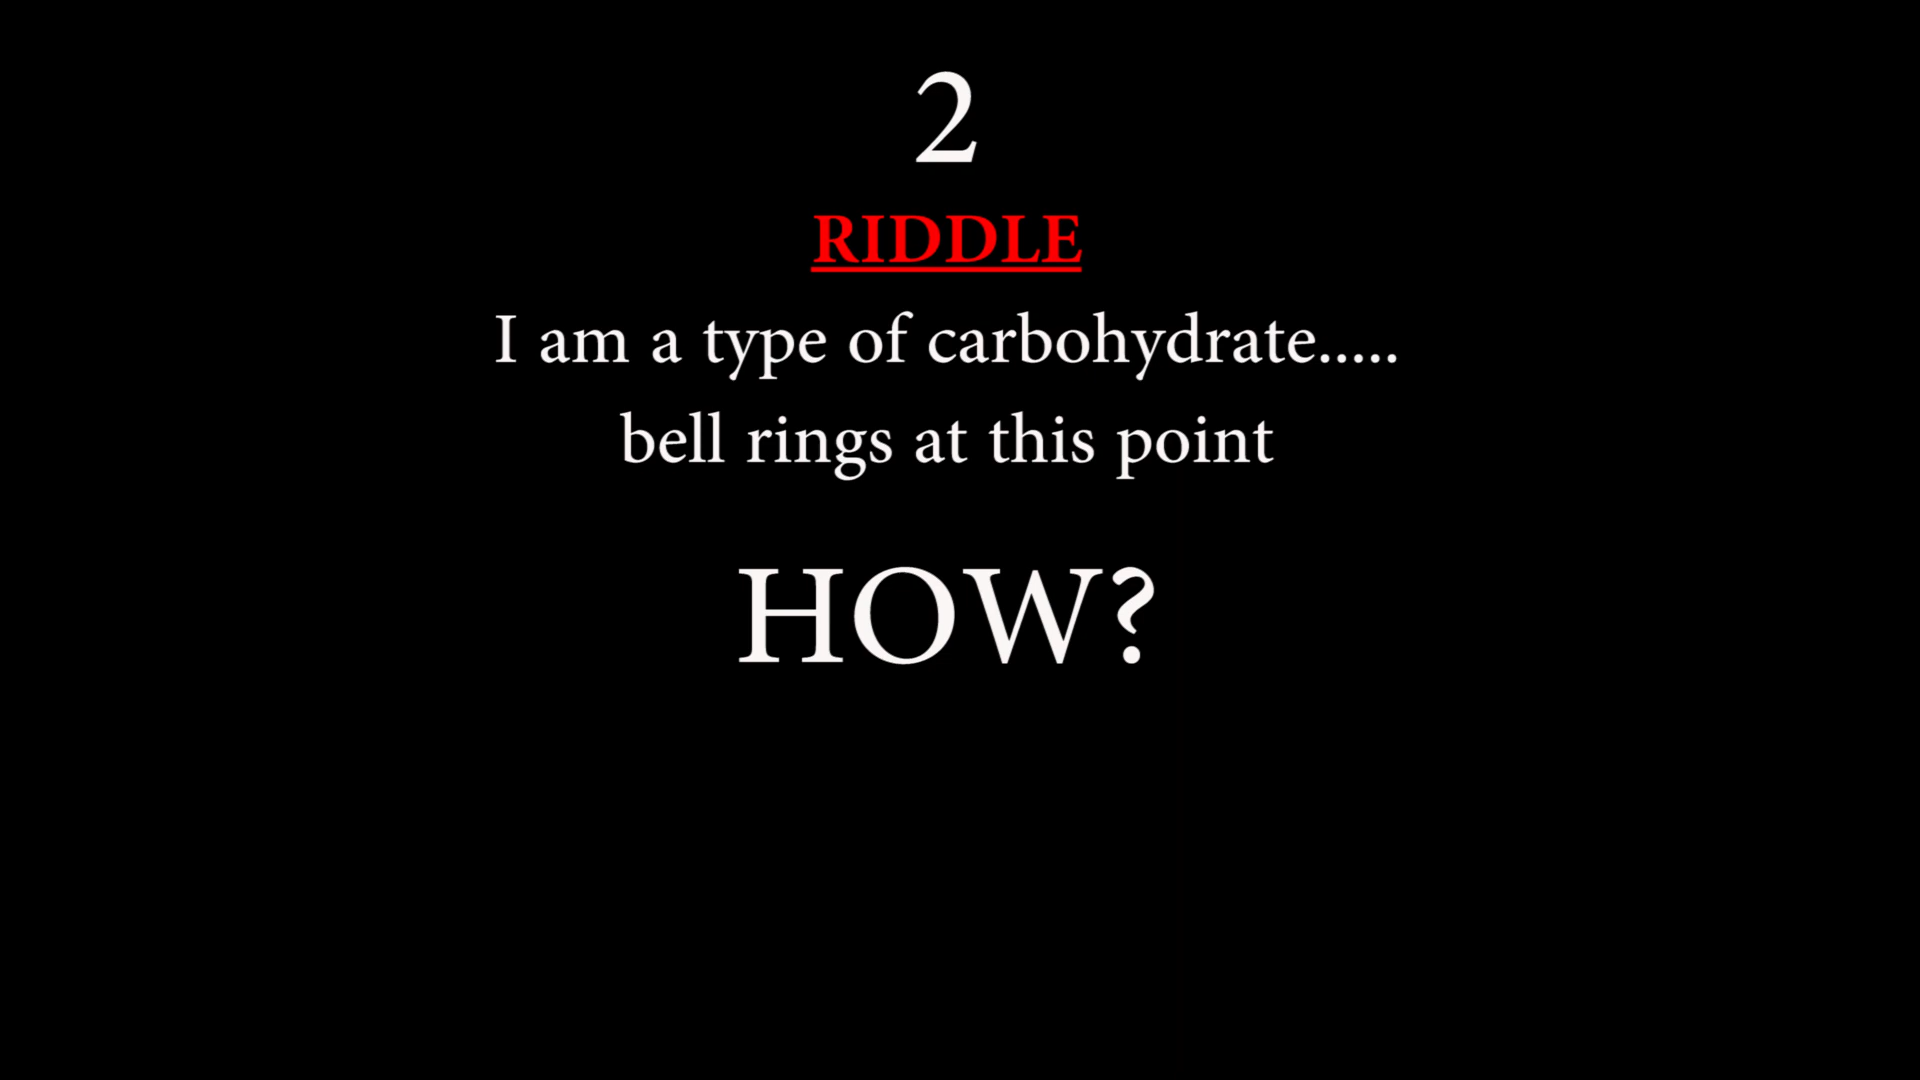 2
RIDDLE
I am a type of carbohydrate.....
bell rings at this point
HOW?